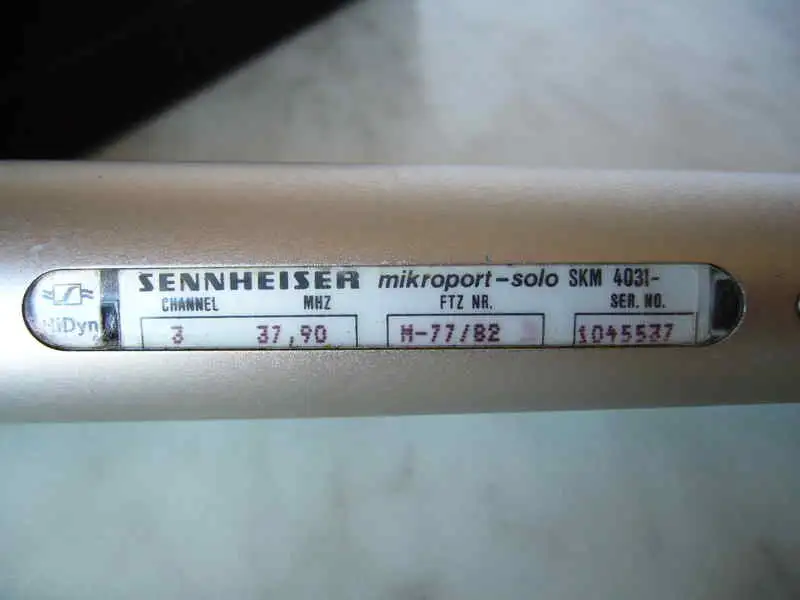 SENNHEISER mikroport-solo SKM 4031-
CHANNEL MHZ FTZ NR. SER. NO.
HiDyn 3 37,90 M-77/82 1045537